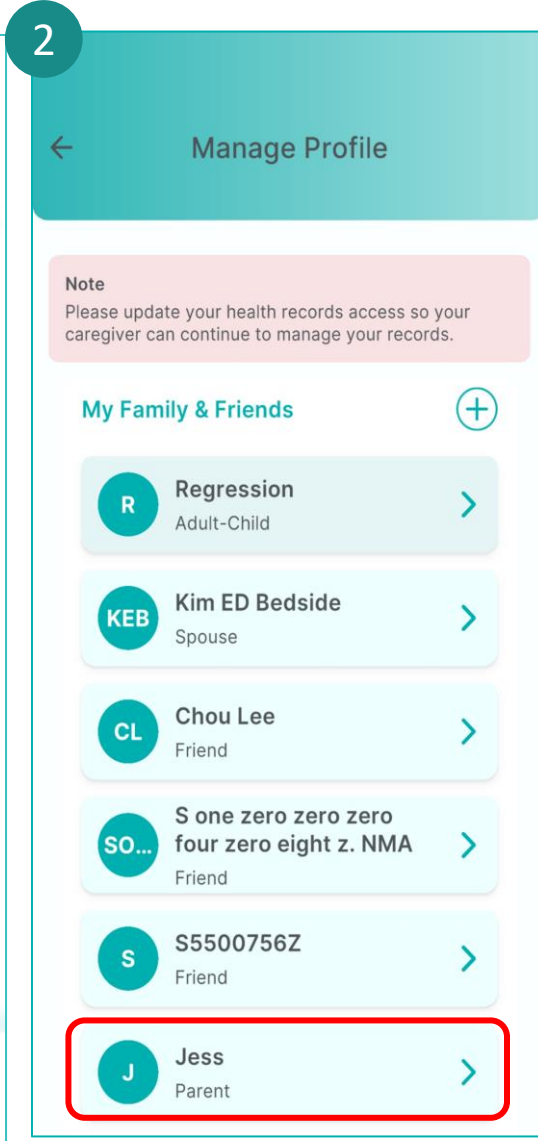 2
Manage Profile
Note
Please update your health records access so your
caregiver can continue to manage your records.
My Family & Friends
R
Regression
Adult-Child
KEB
Kim ED Bedside
Spouse
CL
Chou Lee
Friend
SO...
S one zero zero zero
four zero eight z. NMA
Friend
S
S5500756Z
Friend
J
Jess
Parent